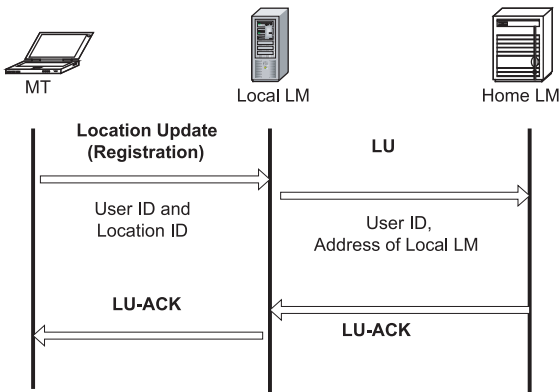 MT
Local LM
Home LM
Location Update
(Registration)
LU
User ID and
Location ID
User ID,
Address of Local LM
LU-ACK
LU-ACK